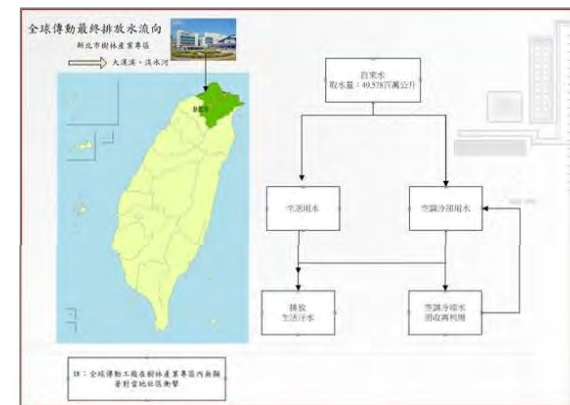 全球傳動最終排放水流向
新北市樹林產業專區
大漢溪、淡水河
自來水
取水量：49.578百萬公升
生活用水
空調冷卻用水
排放
生活汙水
空調冷卻水
回收再利用
註：全球傳動工廠在樹林產業專區內無顯
著對當地社區衝擊